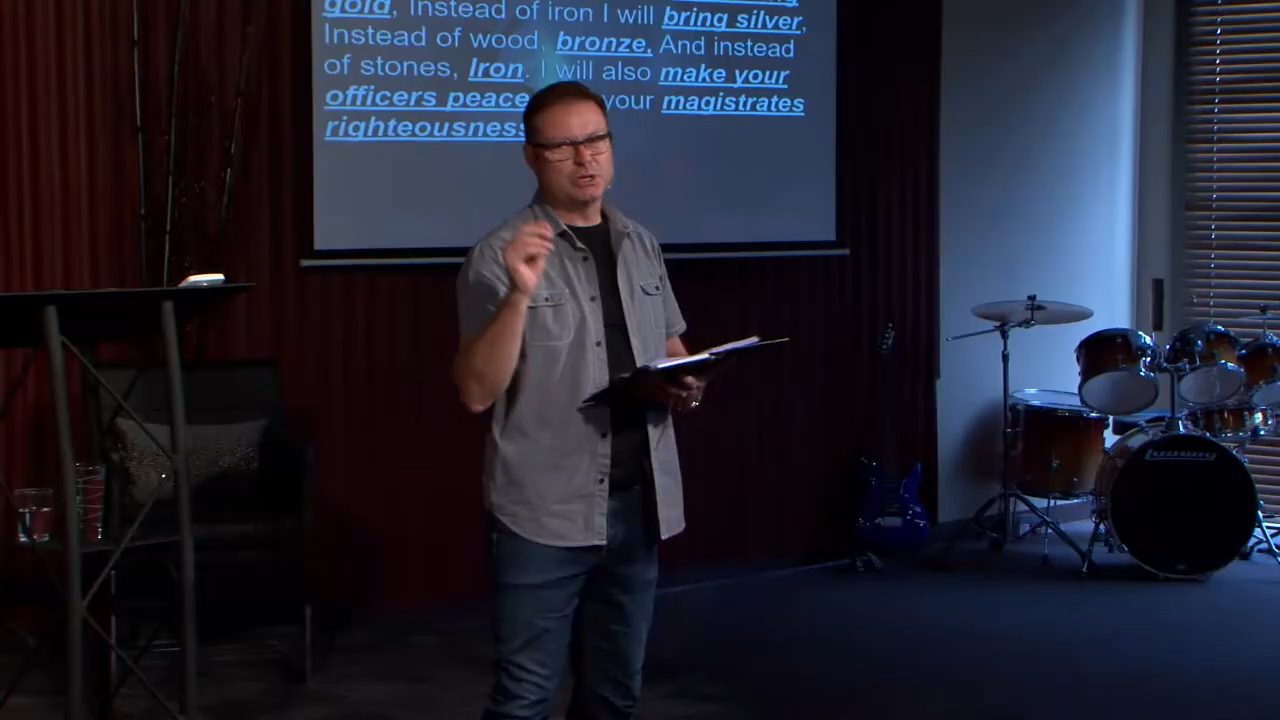 gold, Instead of iron I will bring silver,
Instead of wood, bronze, And instead
of stones, Iron. I will also make your
officers peace your magistrates
righteousness
Ludwig